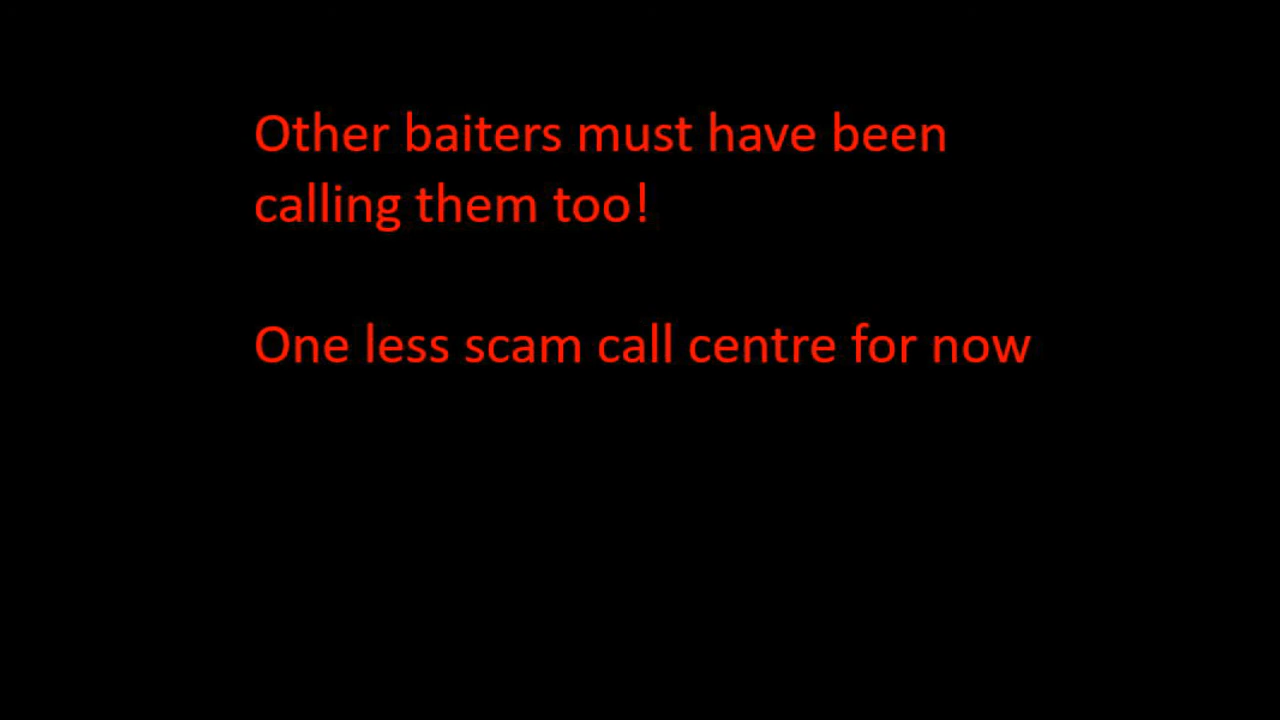 Other baiters must have been
calling them too!
One less scam call centre for now